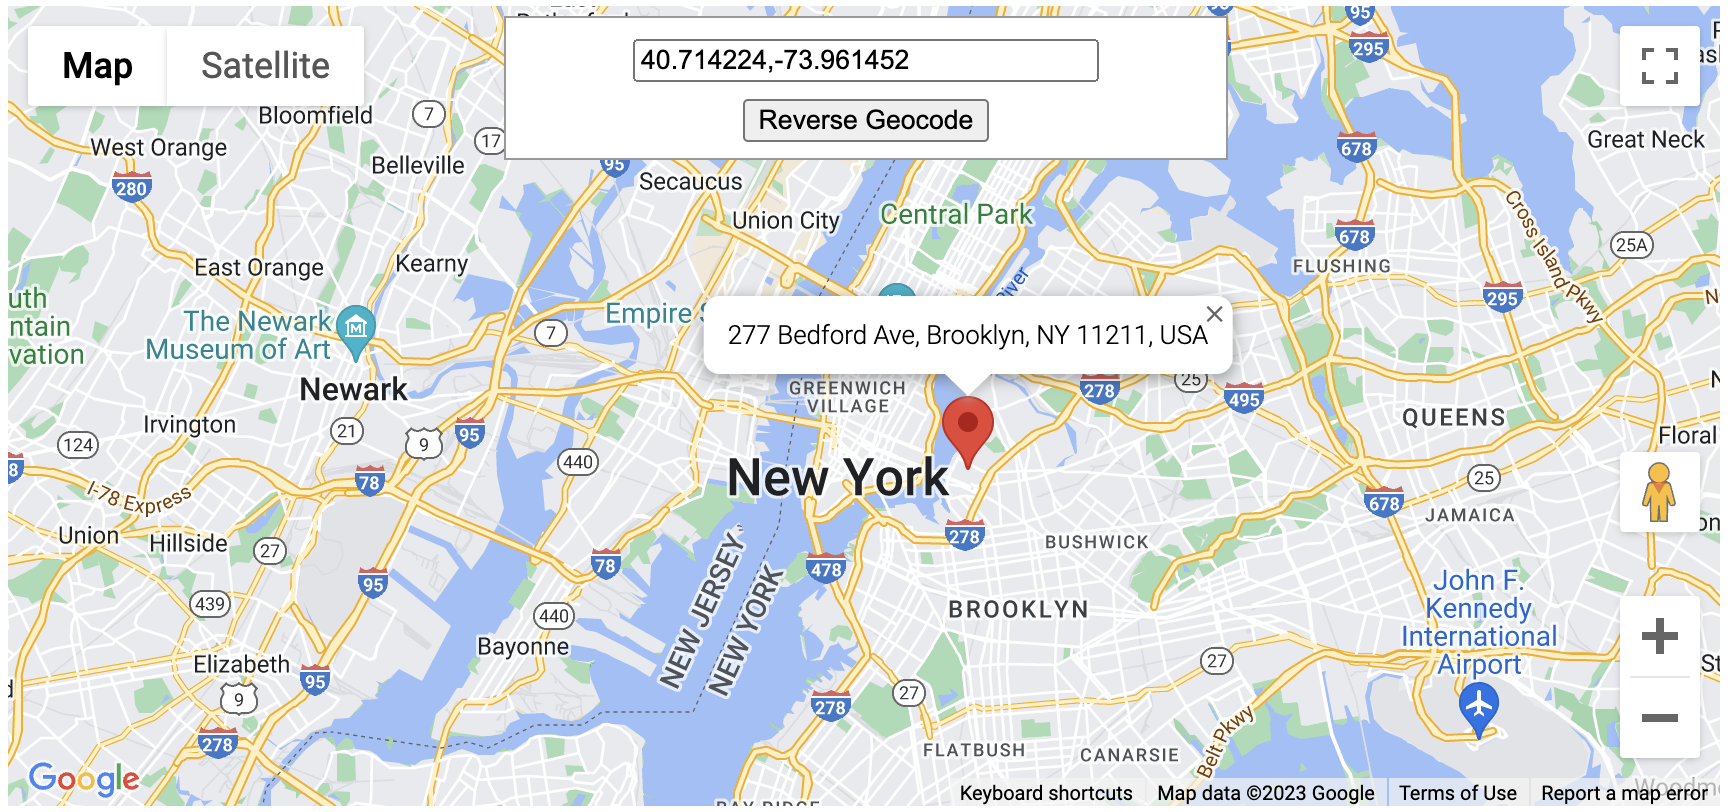 Map
Satellite
40.714224,-73.961452
Reverse Geocode
95
295
Bloomfield
7
17
West Orange
Belleville
95
678
Great Neck
280
Secaucus
Union City
Central Park
678
Cross Island Pkwy
25A
East Orange
Kearny
FLUSHING
River
295
The Newark
Museum of Art
Empire
7
277 Bedford Ave, Brooklyn, NY 11211, USA
Newark
GREENWICH
VILLAGE
278
25
495
QUEENS
Irvington
21
124
9
95
440
Floral
New York
78
I-78 Express
25
678
JAMAICA
Union
Hillside
27
278
BUSHWICK
78
478
95
NEW JERSEY
NEW YORK
439
440
BROOKLYN
John F.
Kennedy
International
Airport
Bayonne
Elizabeth
95
9
27
27
278
278
FLATBUSH
CANARSIE
Belt Pkwy
Google
BAY RIDGE
Keyboard shortcuts
Map data ©2023 Google
Terms of Use
Report a map error